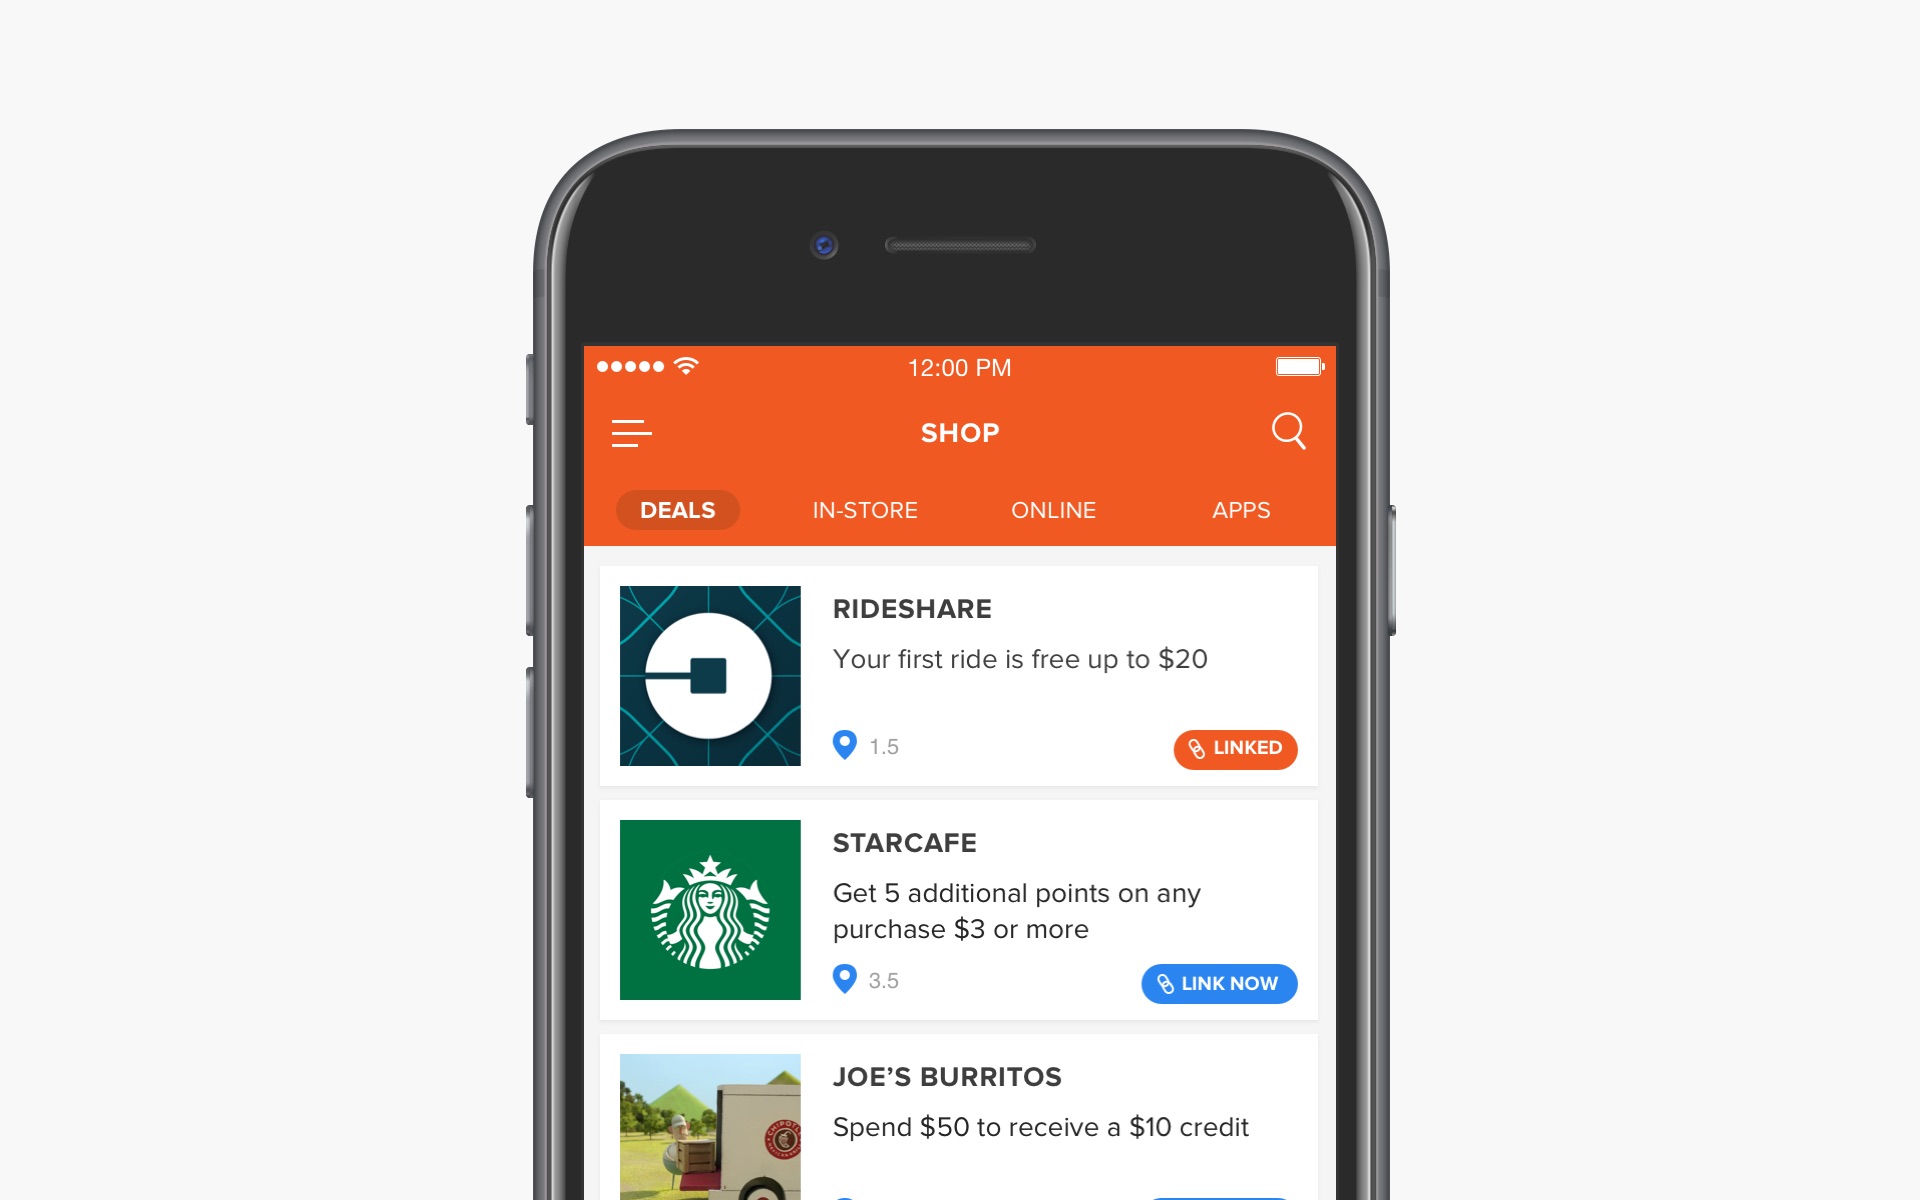 12:00 PM
SHOP
DEALS
IN-STORE
ONLINE
APPS
RIDESHARE
Your first ride is free up to $20
1.5
LINKED
STARCAFE
Get 5 additional points on any
purchase $3 or more
3.5
LINK NOW
JOE’S BURRITOS
Spend $50 to receive a $10 credit
CHIPOTL